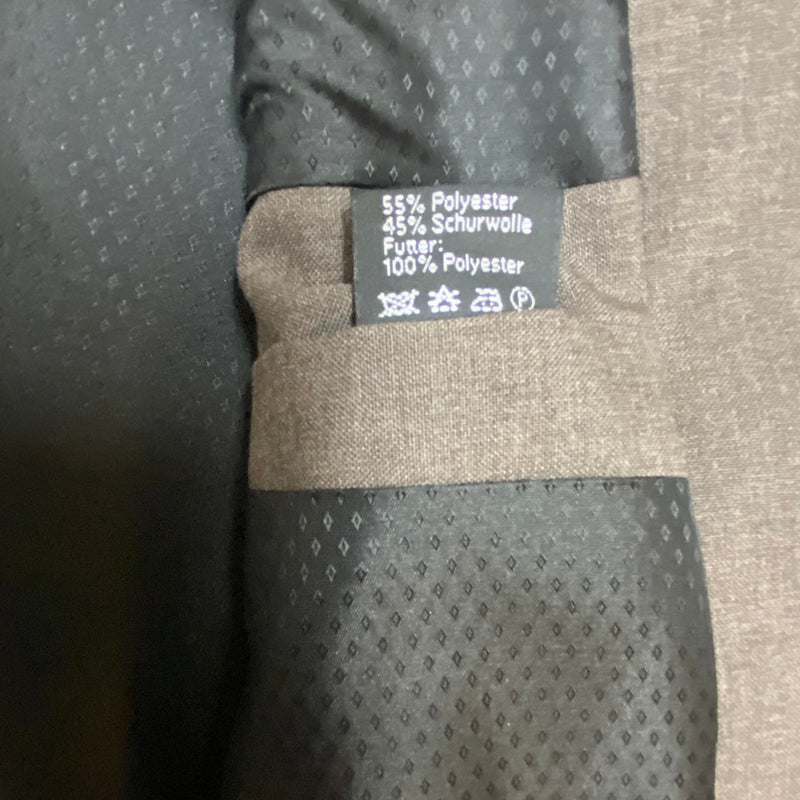 55% Polyester
45% Schurwolle
Futter:
100% Polyester
P